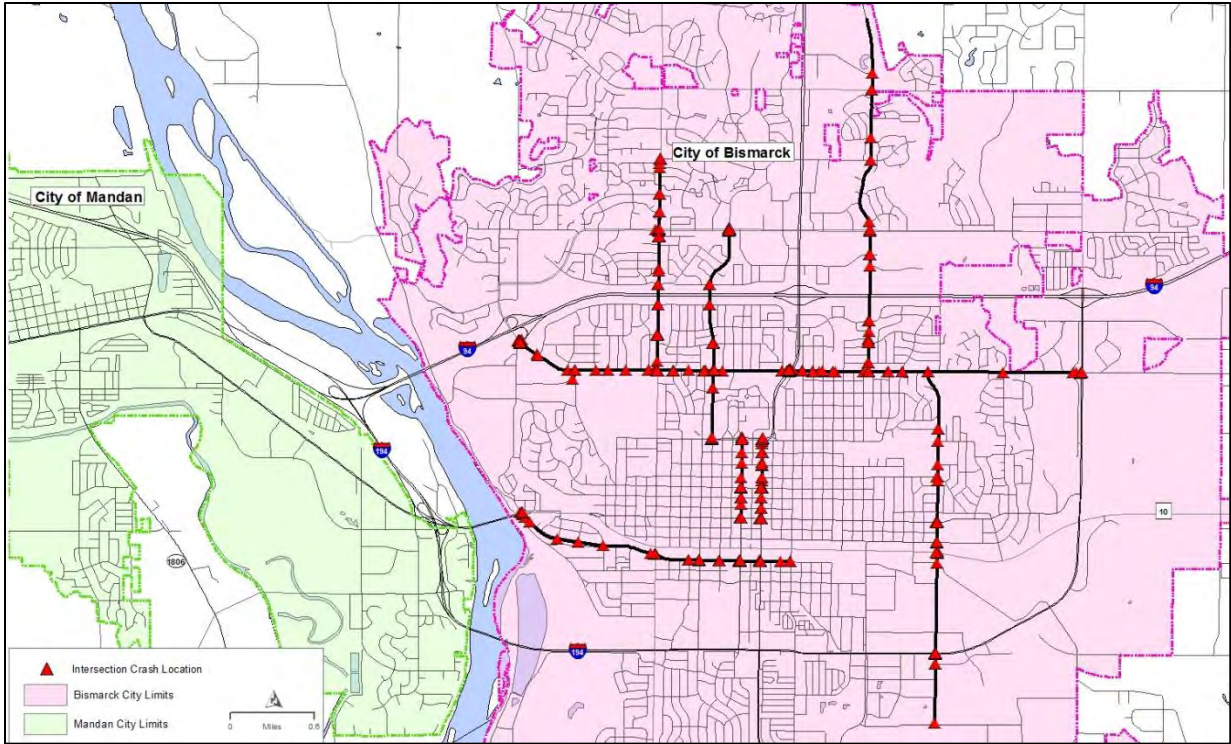 City of Bismarck
City of Mandan
94
94
194
10
1806
194
Intersection Crash Location
Bismarck City Limits
Mandan City Limits
0 Miles 0.6